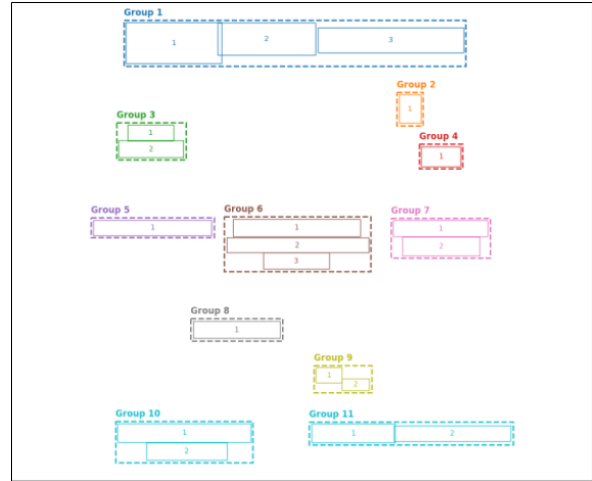 Group 1
1 2 3
Group 2
1
Group 3
1
2
Group 4
1
Group 5
1
Group 6
1
2
3
Group 7
1
2
Group 8
1
Group 9
1
2
Group 10
1
2
Group 11
1 2